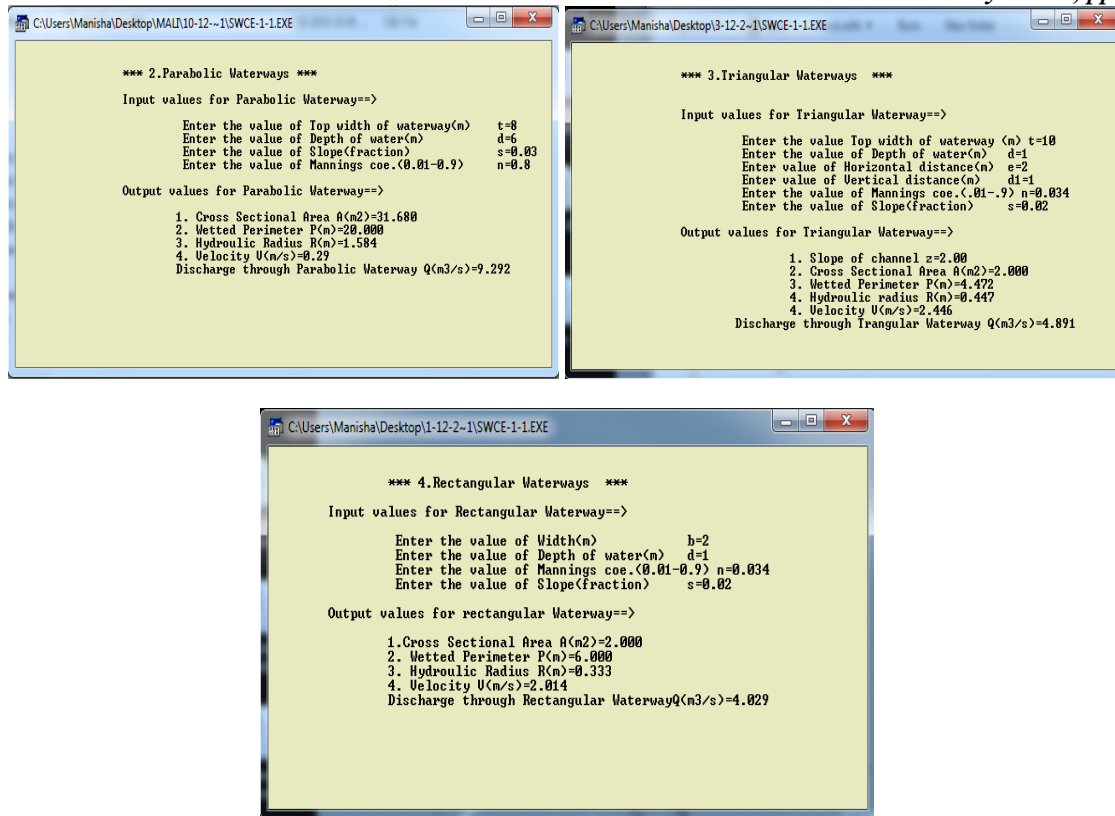 C:\Users\Manisha\Desktop\MALI\10-12-~1\SWCE-1-1.EXE
*** 2.Parabolic Waterways ***
Input values for Parabolic Waterway==>
Enter the value of Top width of waterway(m) t=8
Enter the value of Depth of water(m) d=6
Enter the value of Slope(fraction) s=0.03
Enter the value of Mannings coe.(0.01-0.9) n=0.8
Output values for Parabolic Waterway==>
1. Cross Sectional Area A(m2)=31.680
2. Wetted Perimeter P(m)=20.000
3. Hydroulic Radius R(m)=1.584
4. Velocity V(m/s)=0.29
Discharge through Parabolic Waterway Q(m3/s)=9.292
C:\Users\Manisha\Desktop\3-12-2~1\SWCE-1-1.EXE
*** 3.Triangular Waterways ***
Input values for Triangular Waterway==>
Enter the value Top width of waterway (m) t=10
Enter the value of Depth of water(m) d=1
Enter value of Horizontal distance(m) e=2
Enter value of Vertical distance(m) d1=1
Enter the value of Mannings coe.(.01-.9) n=0.034
Enter the value of Slope(fraction) s=0.02
Output values for Triangular Waterway==>
1. Slope of channel z=2.00
2. Cross Sectional Area A(m2)=2.000
3. Wetted Perimeter P(m)=4.472
4. Hydroulic radius R(m)=0.447
4. Velocity V(m/s)=2.446
Discharge through Trangular Waterway Q(m3/s)=4.891
C:\Users\Manisha\Desktop\1-12-2~1\SWCE-1-1.EXE
*** 4.Rectangular Waterways ***
Input values for Rectangular Waterway==>
Enter the value of Width(m) b=2
Enter the value of Depth of water(m) d=1
Enter the value of Mannings coe.(0.01-0.9) n=0.034
Enter the value of Slope(fraction) s=0.02
Output values for rectangular Waterway==>
1.Cross Sectional Area A(m2)=2.000
2. Wetted Perimeter P(m)=6.000
3. Hydroulic Radius R(m)=0.333
4. Velocity V(m/s)=2.014
Discharge through Rectangular WaterwayQ(m3/s)=4.029